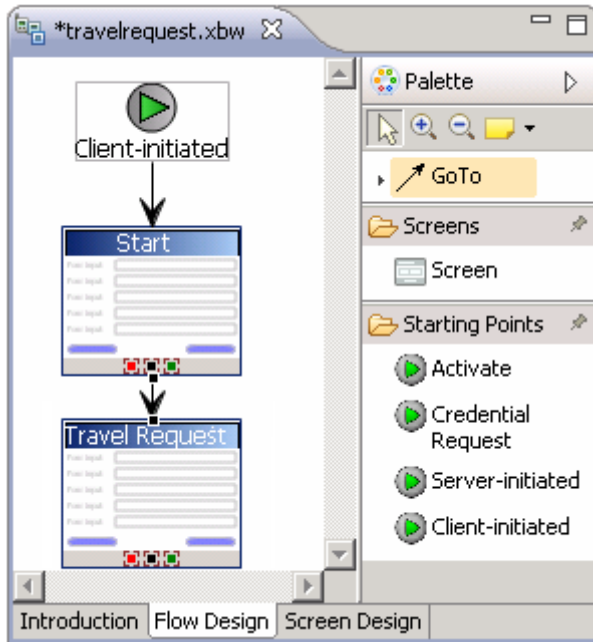 *travelrequest.xbw
Client-initiated
Start
Travel Request
Palette
GoTo
Screens
Screen
Starting Points
Activate
Credential
Request
Server-initiated
Client-initiated
Introduction
Flow Design
Screen Design